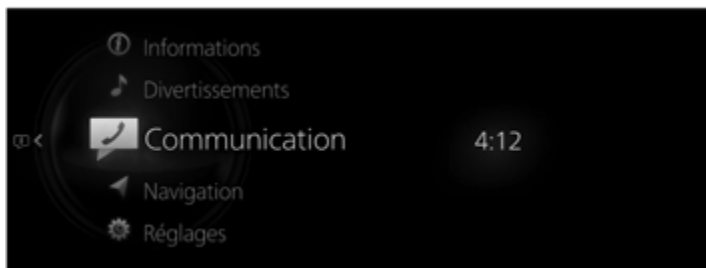 Informations
Divertissements
Communication
4:12
Navigation
Réglages